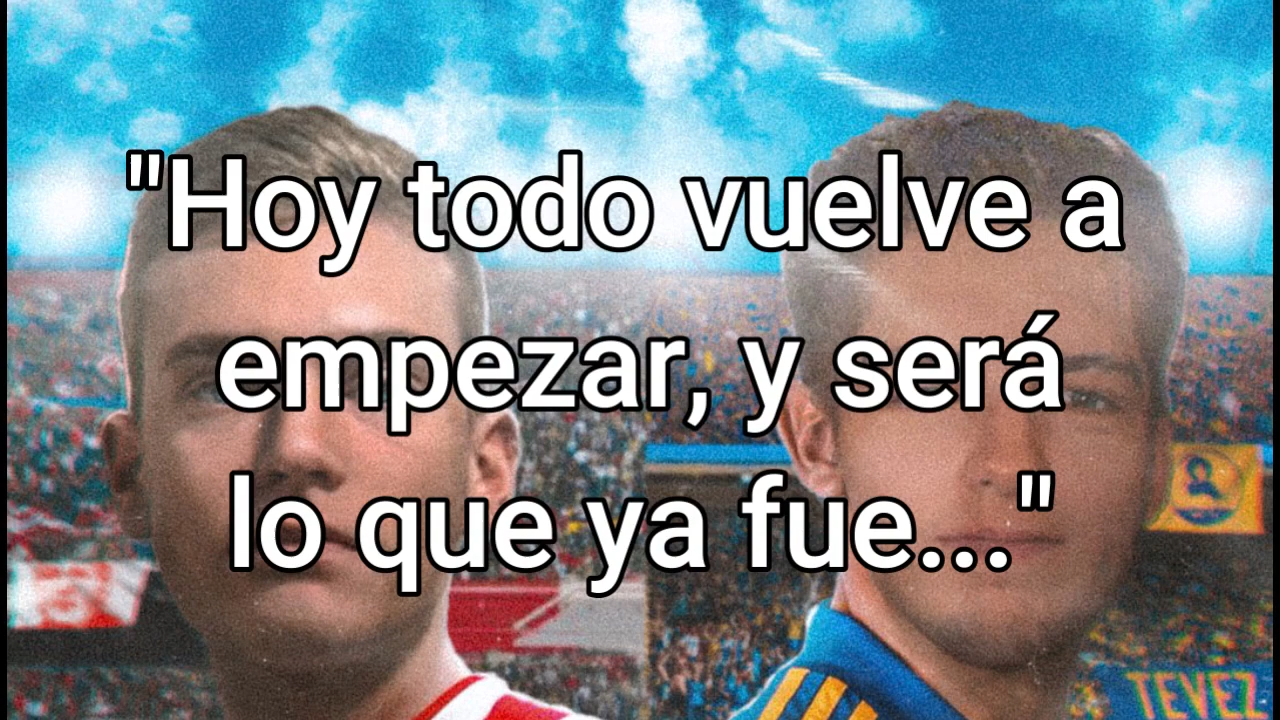 "Hoy todo vuelve a
empezar, y será
lo que ya fue..."
TEVEZ